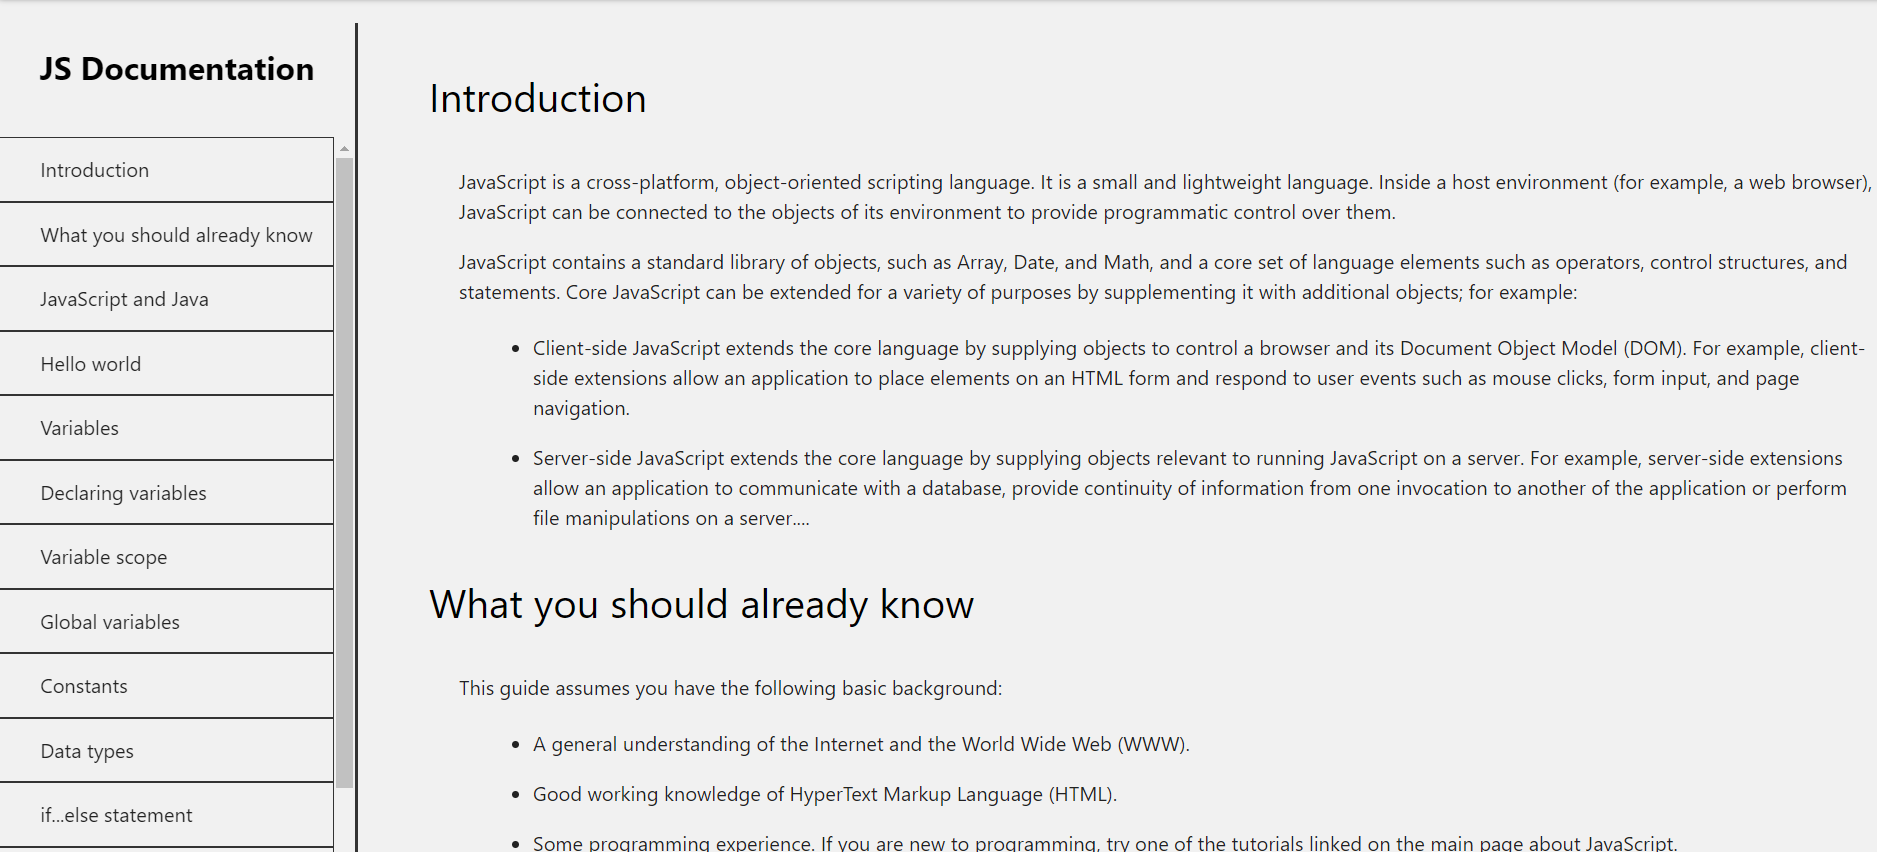 JS Documentation
Introduction
What you should already know
JavaScript and Java
Hello world
Variables
Declaring variables
Variable scope
Global variables
Constants
Data types
if...else statement
Introduction
JavaScript is a cross-platform, object-oriented scripting language. It is a small and lightweight language. Inside a host environment (for example, a web browser),
JavaScript can be connected to the objects of its environment to provide programmatic control over them.
JavaScript contains a standard library of objects, such as Array, Date, and Math, and a core set of language elements such as operators, control structures, and
statements. Core JavaScript can be extended for a variety of purposes by supplementing it with additional objects; for example:
• Client-side JavaScript extends the core language by supplying objects to control a browser and its Document Object Model (DOM). For example, client-
side extensions allow an application to place elements on an HTML form and respond to user events such as mouse clicks, form input, and page
navigation.
• Server-side JavaScript extends the core language by supplying objects relevant to running JavaScript on a server. For example, server-side extensions
allow an application to communicate with a database, provide continuity of information from one invocation to another of the application or perform
file manipulations on a server....
What you should already know
This guide assumes you have the following basic background:
• A general understanding of the Internet and the World Wide Web (WWW).
• Good working knowledge of HyperText Markup Language (HTML).
• Some programming experience. If you are new to programming, try one of the tutorials linked on the main page about JavaScript.